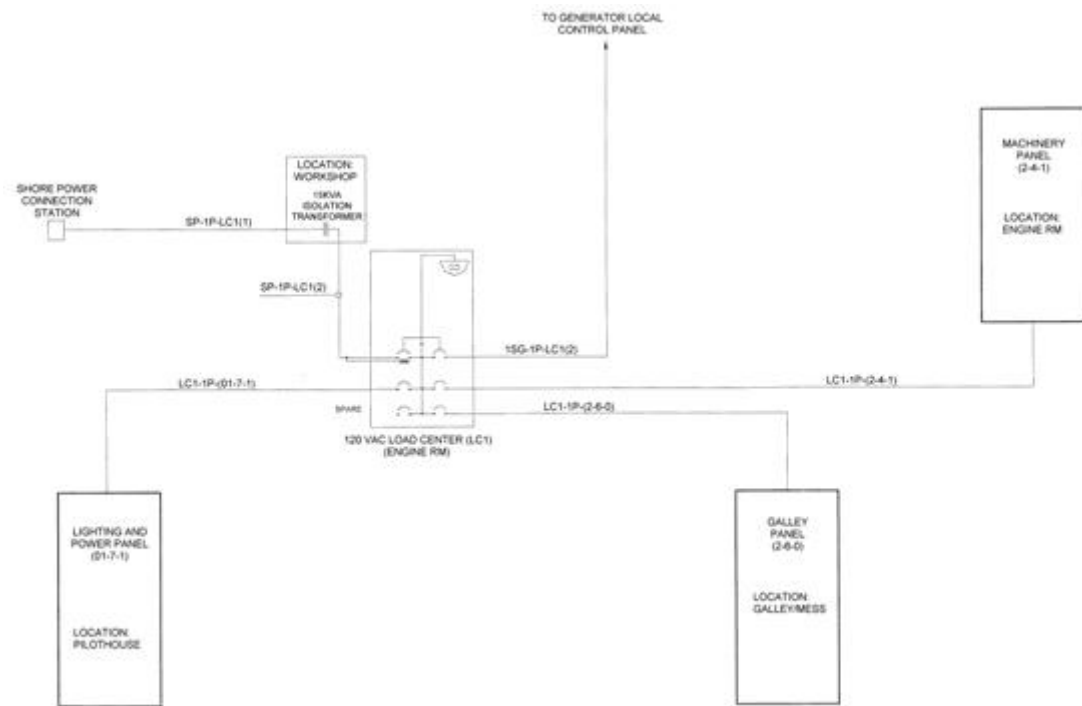 TO GENERATOR LOCAL
CONTROL PANEL
MACHINERY
PANEL
(2-4-1)
LOCATION:
ENGINE RM
LOCATION:
WORKSHOP
15KVA
ISOLATION
TRANSFORMER
SHORE POWER
CONNECTION
STATION
SP-1P-LC1(1)
SP-1P-LC1(2)
1SG-1P-LC1(2)
LC1-1P-(01-7-1)
LC1-1P-(2-4-1)
SPARE
LC1-1P-(2-6-0)
120 VAC LOAD CENTER (LC1)
(ENGINE RM)
LIGHTING AND
POWER PANEL
(01-7-1)
LOCATION:
PILOTHOUSE
GALLEY
PANEL
(2-6-0)
LOCATION:
GALLEY/MESS